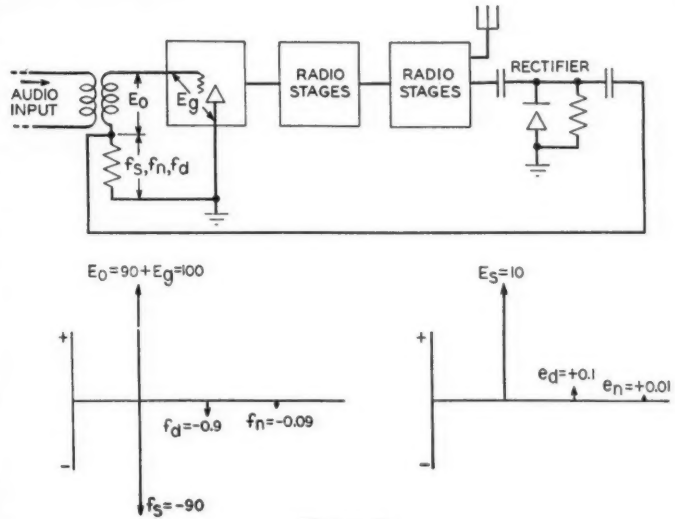 AUDIO
INPUT
E₀
Eg
fs,fn,fd
RADIO
STAGES
RADIO
STAGES
RECTIFIER
E₀=90+Eg=100
+
-
fd=-0.9
fn=-0.09
fs=-90
Es=10
+
-
ed=+0.1
en=+0.01